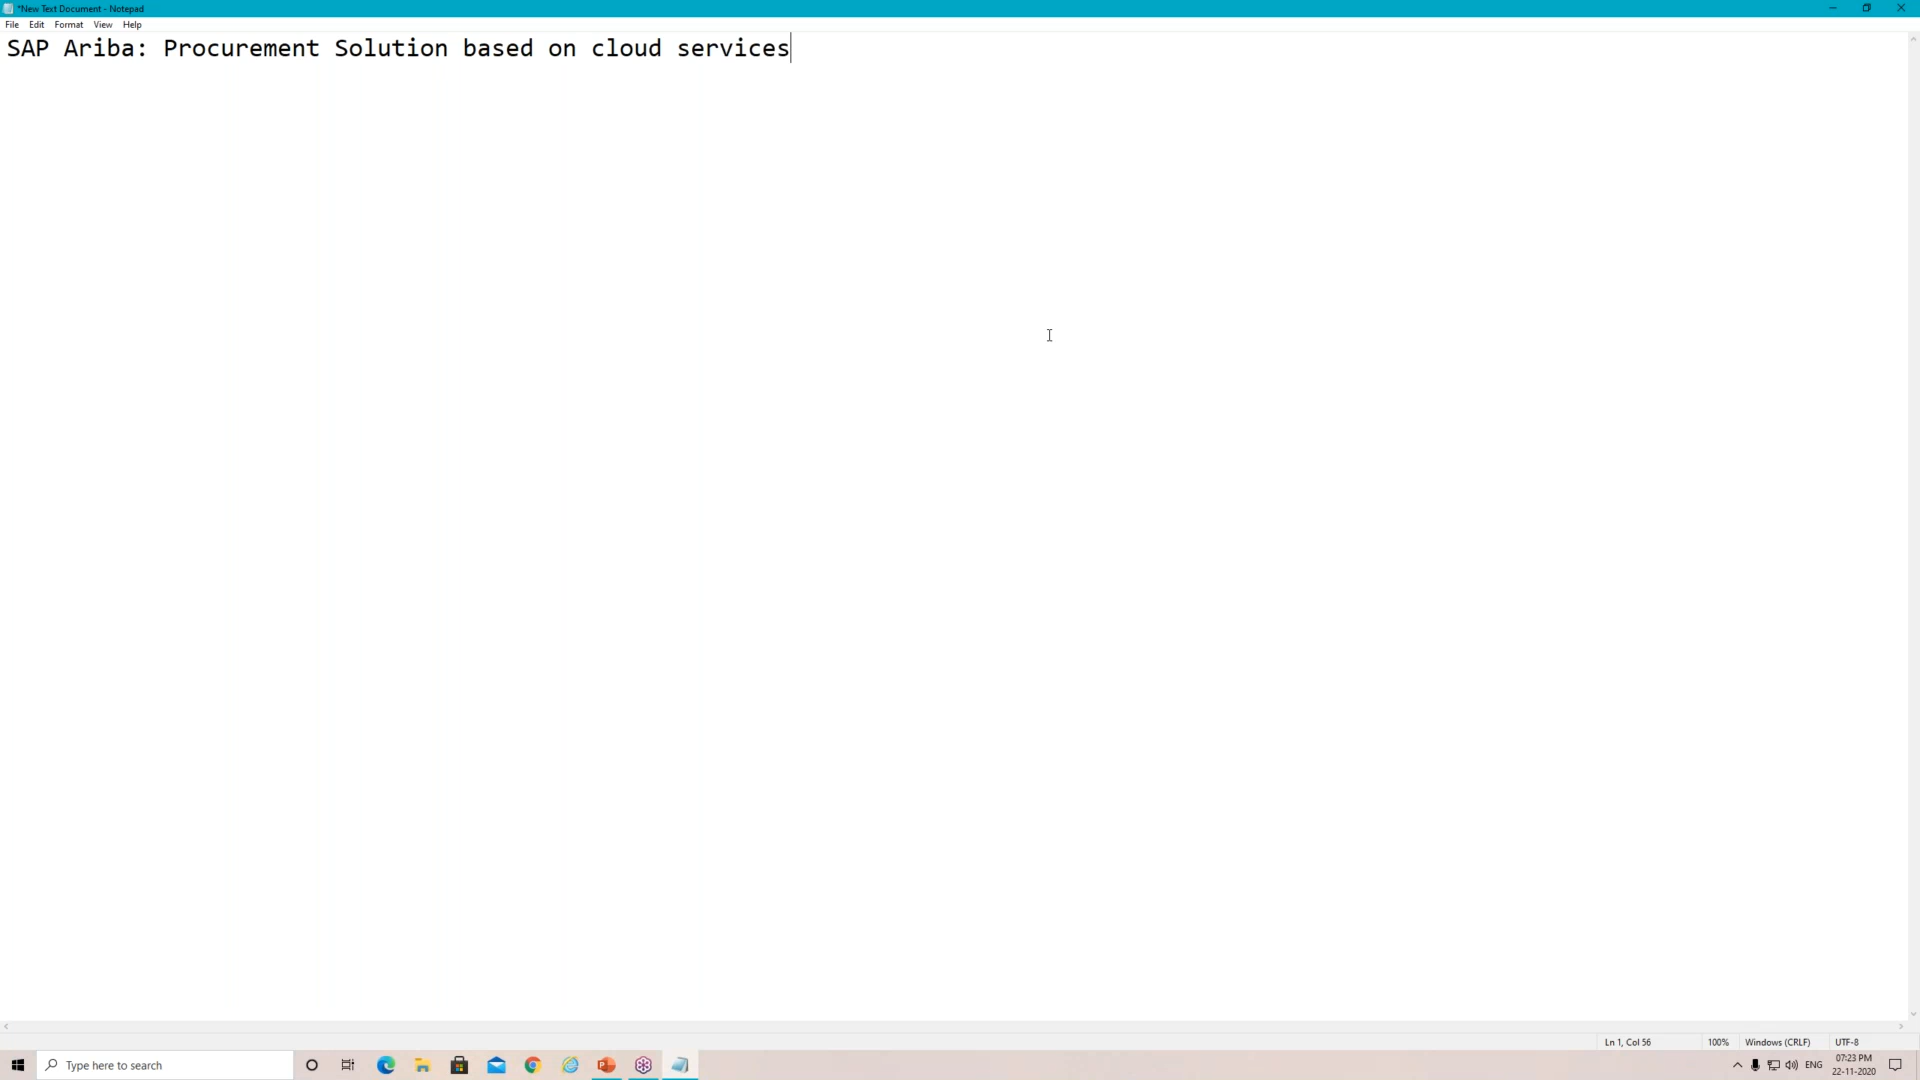 *New Text Document - Notepad
File Edit Format View Help
SAP Ariba: Procurement Solution based on cloud services
Ln 1, Col 56 100% Windows (CRLF) UTF-8
Type here to search
ENG
07:23 PM
22-11-2020